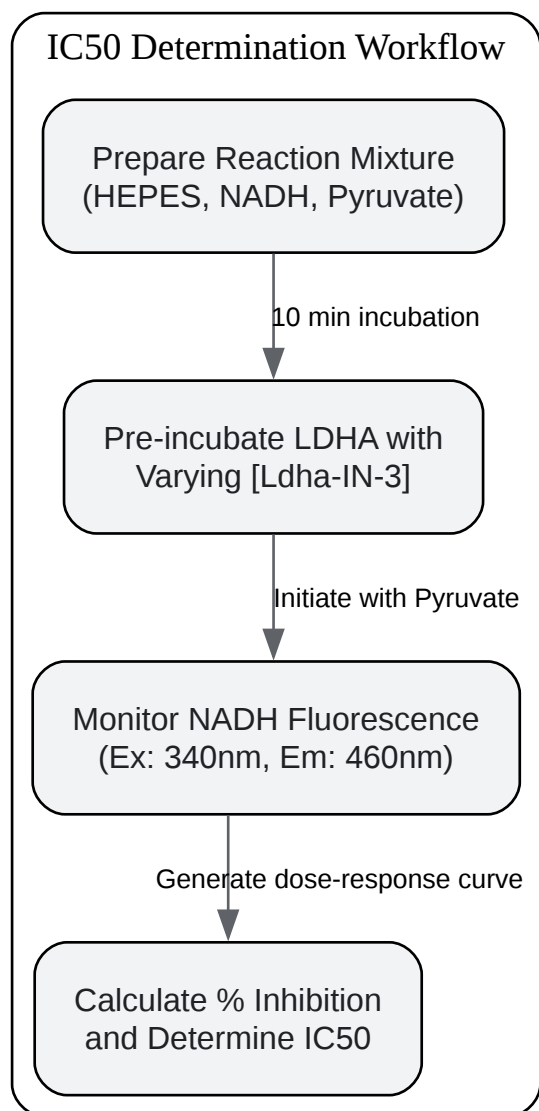 IC50 Determination Workflow
Prepare Reaction Mixture
(HEPES, NADH, Pyruvate)
10 min incubation
Pre-incubate LDHA with
Varying [Ldha-IN-3]
Initiate with Pyruvate
Monitor NADH Fluorescence
(Ex: 340nm, Em: 460nm)
Generate dose-response curve
Calculate % Inhibition
and Determine IC50